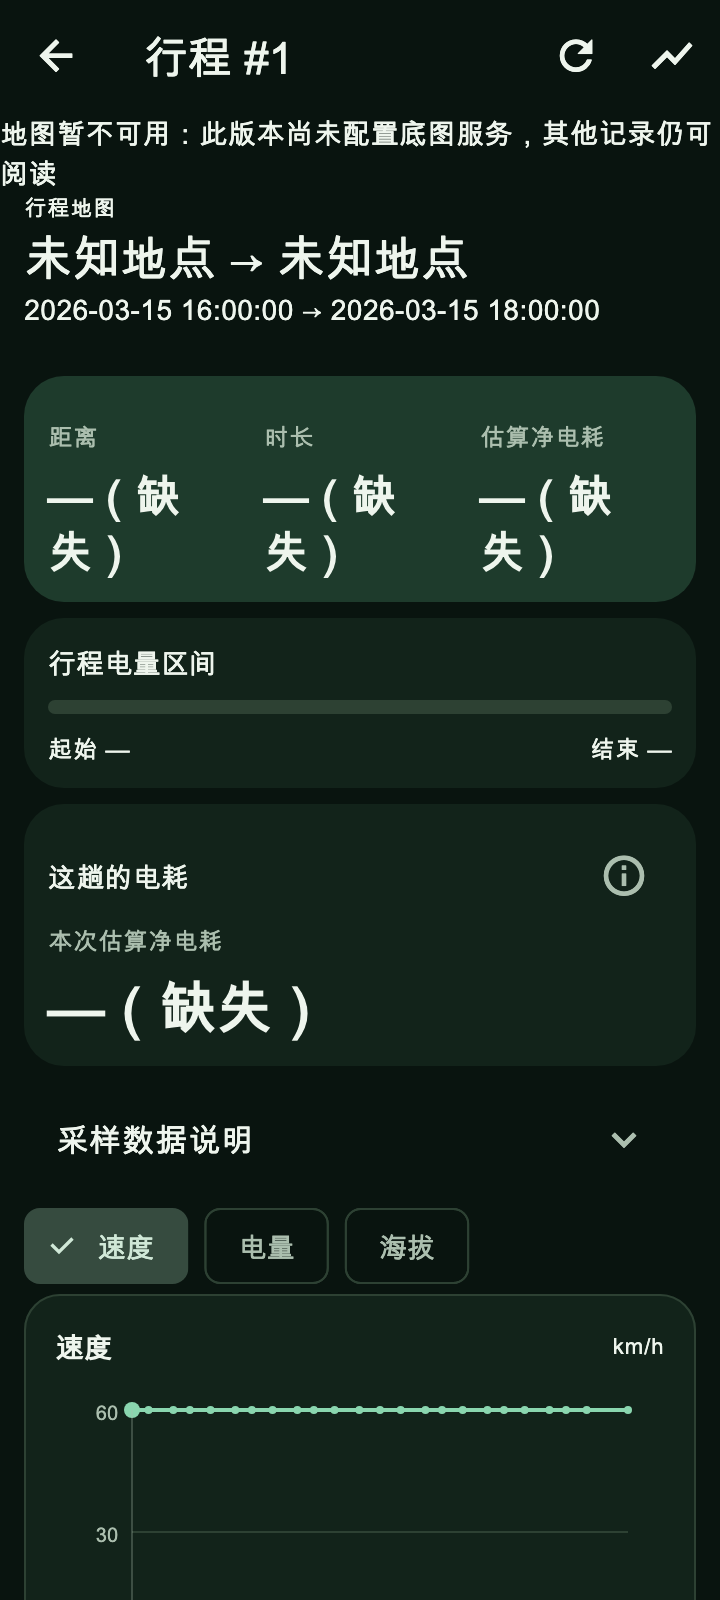 行程 #1
地图暂不可用：此版本尚未配置底图服务，其他记录仍可
阅读
行程地图
未知地点 → 未知地点
2026-03-15 16:00:00 → 2026-03-15 18:00:00
距离 时长 估算净电耗
—（缺 —（缺 —（缺
失） 失） 失）
行程电量区间
起始 — 结束 —
这趟的电耗
本次估算净电耗
—（缺失）
采样数据说明
速度 电量 海拔
速度 km/h
60
30